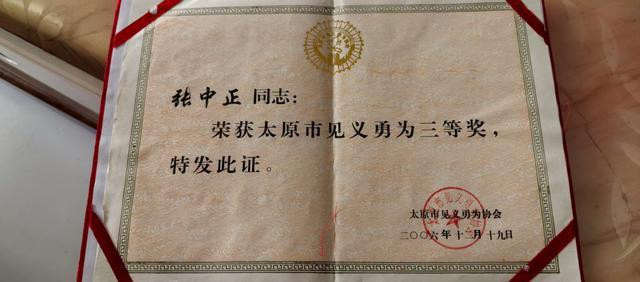 张中正 同志：
荣获太原市见义勇为三等奖，
特发此证。
太原市见义勇为协会
二〇〇六年十二月十九日